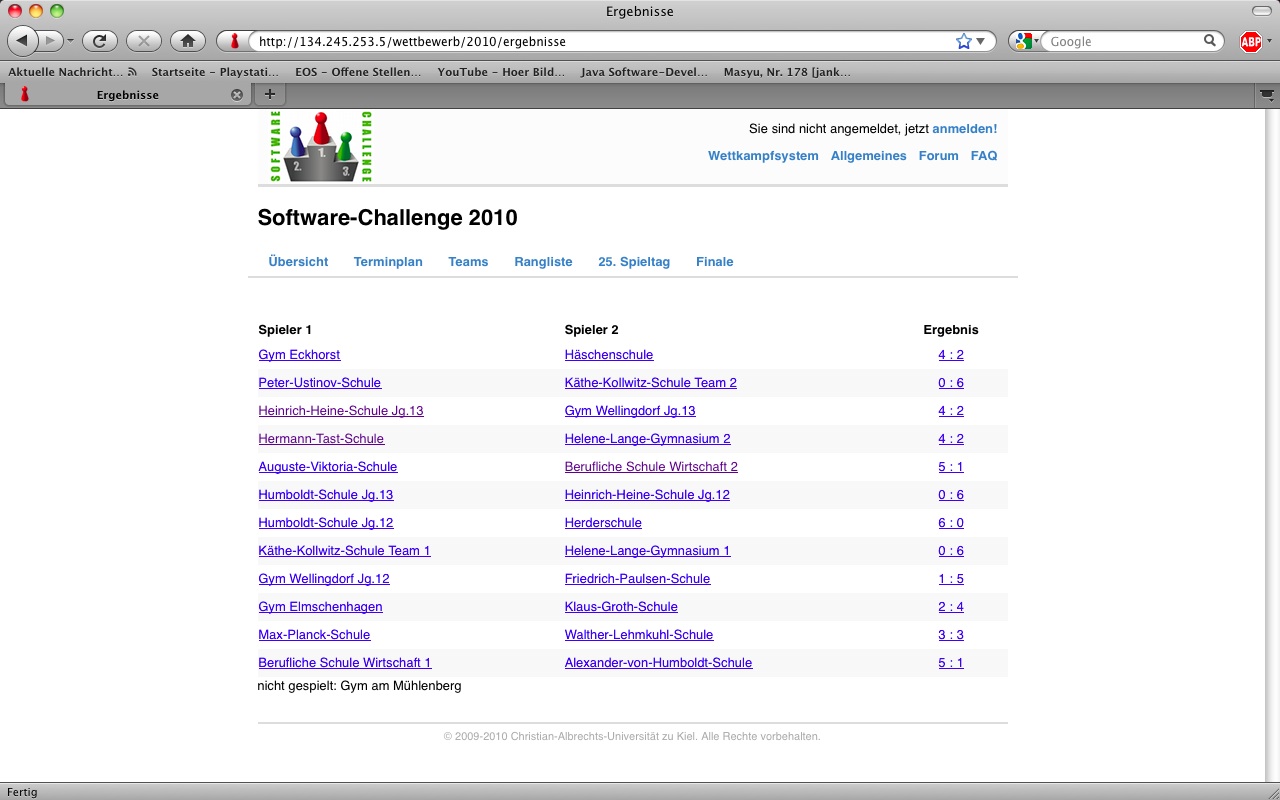 Ergebnisse
http://134.245.253.5/wettbewerb/2010/ergebnisse
Google
ABP
Aktuelle Nachricht... Startseite – Playstati... EOS – Offene Stellen... YouTube – Hoer Bild... Java Software–Devel... Masyu, Nr. 178 [jank...
Ergebnisse
SOFTWARE CHALLENGE
1.
2.
3.
Sie sind nicht angemeldet, jetzt anmelden!
Wettkampfsystem Allgemeines Forum FAQ
Software-Challenge 2010
Übersicht Terminplan Teams Rangliste 25. Spieltag Finale
Spieler 1 Spieler 2 Ergebnis
Gym Eckhorst Häschenschule 4 : 2
Peter-Ustinov-Schule Käthe-Kollwitz-Schule Team 2 0 : 6
Heinrich-Heine-Schule Jg.13 Gym Wellingdorf Jg.13 4 : 2
Hermann-Tast-Schule Helene-Lange-Gymnasium 2 4 : 2
Auguste-Viktoria-Schule Berufliche Schule Wirtschaft 2 5 : 1
Humboldt-Schule Jg.13 Heinrich-Heine-Schule Jg.12 0 : 6
Humboldt-Schule Jg.12 Herderschule 6 : 0
Käthe-Kollwitz-Schule Team 1 Helene-Lange-Gymnasium 1 0 : 6
Gym Wellingdorf Jg.12 Friedrich-Paulsen-Schule 1 : 5
Gym Elmschenhagen Klaus-Groth-Schule 2 : 4
Max-Planck-Schule Walther-Lehmkuhl-Schule 3 : 3
Berufliche Schule Wirtschaft 1 Alexander-von-Humboldt-Schule 5 : 1
nicht gespielt: Gym am Mühlenberg
© 2009-2010 Christian-Albrechts-Universität zu Kiel. Alle Rechte vorbehalten.
Fertig